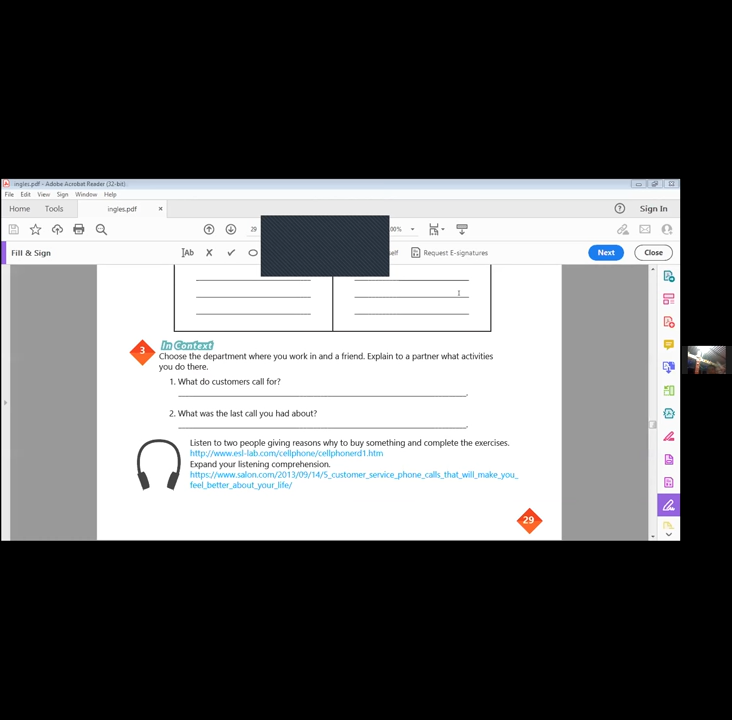 ingles.pdf - Adobe Acrobat Reader (32-bit)
File Edit View Sign Window Help
Home Tools ingles.pdf × Sign In
29
Fill & Sign Ab Request E-signatures Next Close
3 In Context
Choose the department where you work in and a friend. Explain to a partner what activities
you do there.
1. What do customers call for?
2. What was the last call you had about?
Listen to two people giving reasons why to buy something and complete the exercises.
http://www.esl-lab.com/cellphone/cellphonerd1.htm
Expand your listening comprehension.
https://www.salon.com/2013/09/14/5_customer_service_phone_calls_that_will_make_you_
feel_better_about_your_life/
29